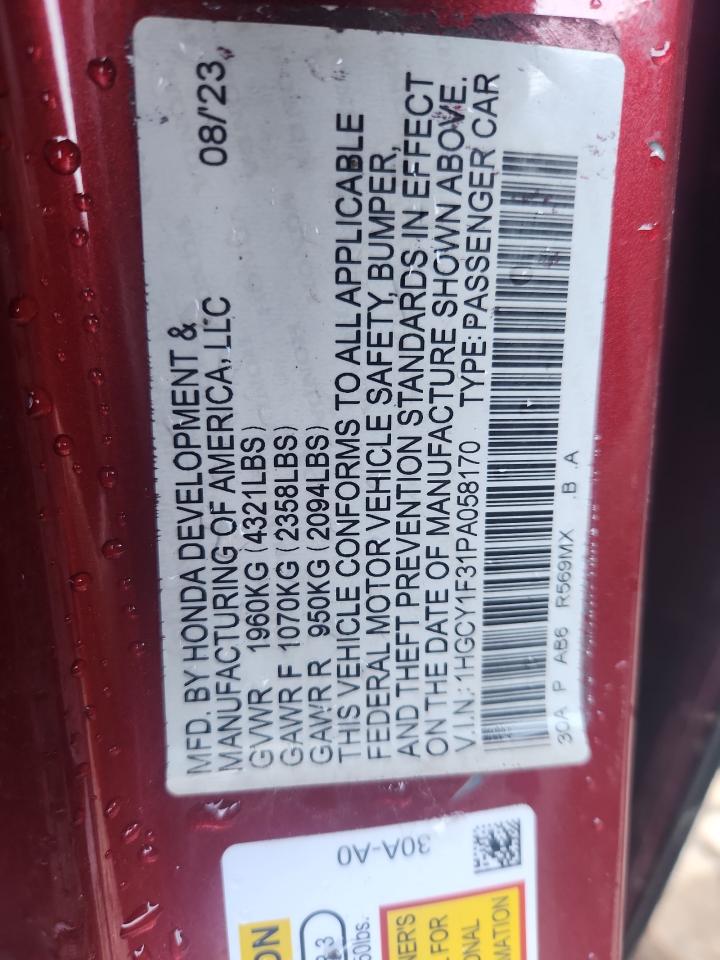 MFD. BY HONDA DEVELOPMENT & 08/'23
MANUFACTURING OF AMERICA, LLC
GVWR 1960KG (4321LBS)
GAWR F 1070KG (2358LBS)
GAWR R 950KG (2094LBS)
THIS VEHICLE CONFORMS TO ALL APPLICABLE
FEDERAL MOTOR VEHICLE SAFETY, BUMPER,
AND THEFT PREVENTION STANDARDS IN EFFECT
ON THE DATE OF MANUFACTURE SHOWN ABOVE.
V.I.N.: 1HGCY1F31PA058170 TYPE: PASSENGER CAR
30A P AB6 R569MX B A
30A-A0